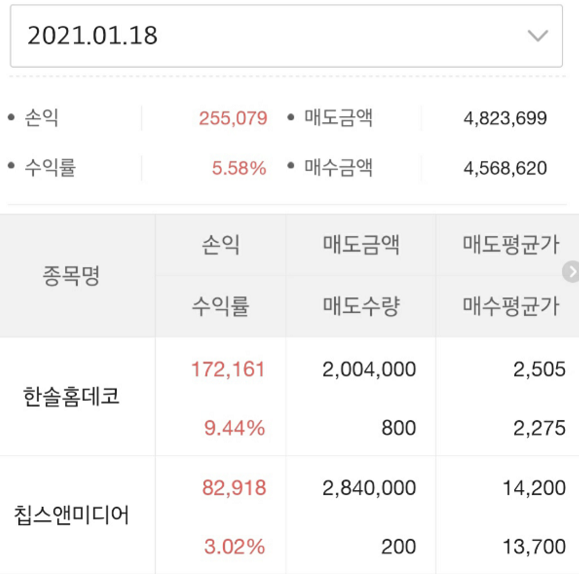 2021.01.18
• 손익 255,079 • 매도금액 4,823,699
• 수익률 5.58% • 매수금액 4,568,620
종목명 손익 매도금액 매도평균가
수익률 매도수량 매수평균가
한솔홈데코 172,161 2,004,000 2,505
9.44% 800 2,275
칩스앤미디어 82,918 2,840,000 14,200
3.02% 200 13,700